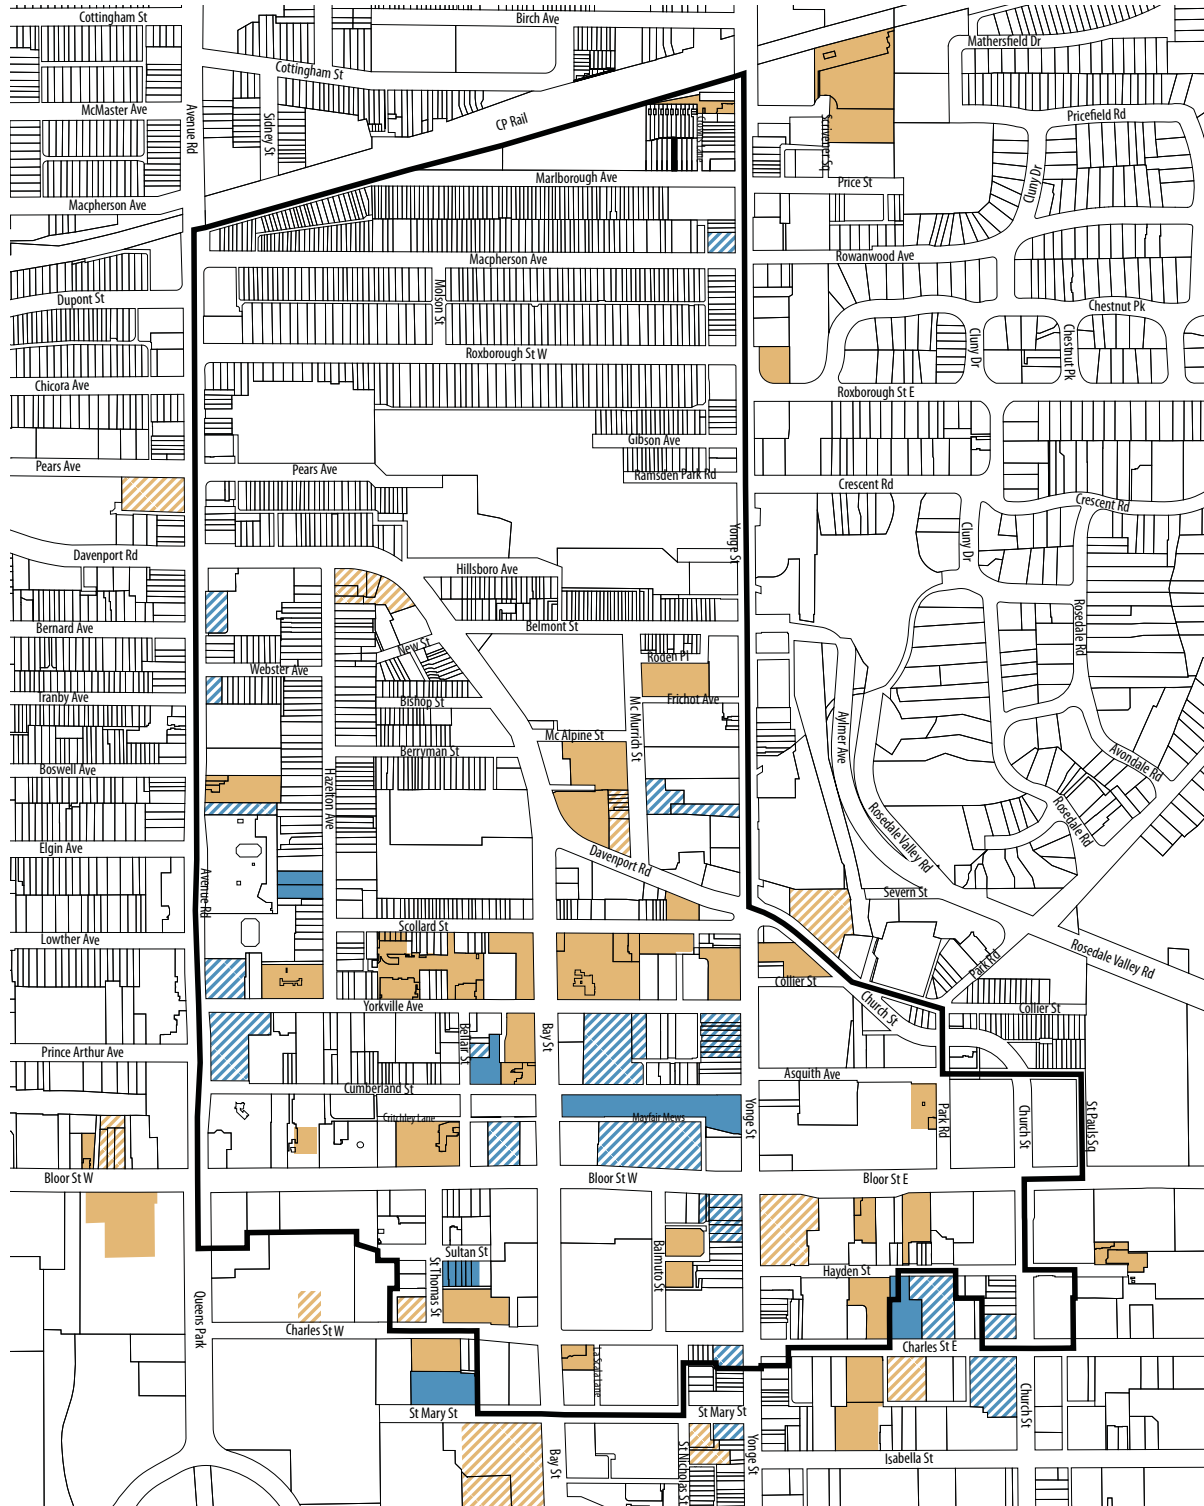 Cottingham St
Birch Ave
Mathersfield Dr
Cottingham St
McMaster Ave
Avenue Rd
Sidney St
CP Rail
Scrivener Sq
Pricefield Rd
Marlborough Ave
Price St
Cluny Dr
Macpherson Ave
Macpherson Ave
Rowanwood Ave
Dupont St
Molson St
Chestnut Pk
Roxborough St W
Cluny Dr
Chestnut Pk
Chicora Ave
Roxborough St E
Gibson Ave
Pears Ave
Pears Ave
Ramsden Park Rd
Crescent Rd
Crescent Rd
Yonge St
Cluny Dr
Davenport Rd
Hillsboro Ave
Bernard Ave
Belmont St
Rosedale Rd
New St
Roden Pl
Webster Ave
Tranby Ave
Bishop St
Frichot Ave
Mc Murrich St
Aylmer Ave
Mc Alpine St
Berryman St
Avondale Rd
Boswell Ave
Hazelton Ave
Rosedale Valley Rd
Rosedale Rd
Elgin Ave
Davenport Rd
Avenue Rd
Severn St
Scollard St
Lowther Ave
Rosedale Valley Rd
Park Rd
Collier St
Yorkville Ave
Church St
Collier St
Bellair St
Bay St
Prince Arthur Ave
Asquith Ave
Cumberland St
Critchley Lane
Mayfair Mews
Yonge St
Park Rd
Church St
St Pauls Sq
Bloor St W
Bloor St W
Bloor St E
Sultan St
St Thomas St
Balmuto St
Hayden St
Queens Park
Charles St W
Charles St E
La Scala Lane
St Mary St
St Mary St
Church St
Bay St
St Nicholas St
Yonge St
Isabella St